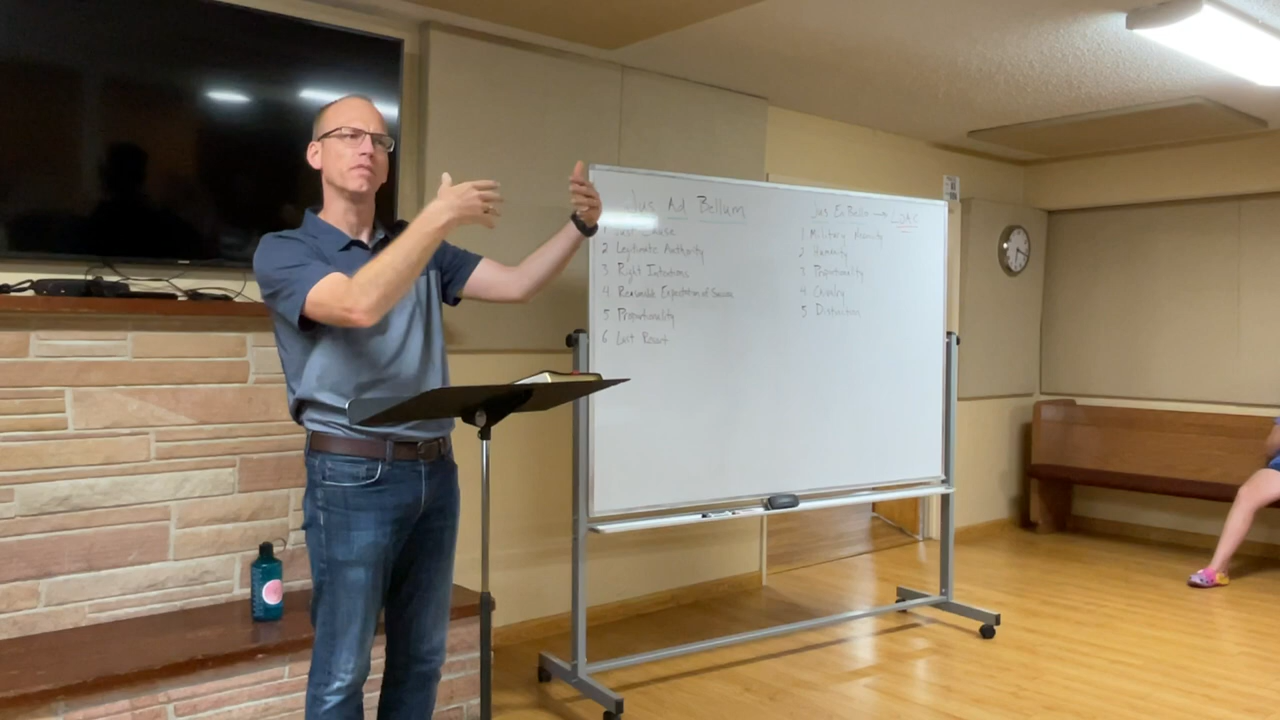 Jus Ad Bellum
1 Just Cause
2 Legitimate Authority
3 Right Intentions
4 Reasonable Expectation of Success
5 Proportionality
6 Last Resort
Jus En Bello → LOAC
1 Military Necessity
2 Humanity
3 Proportionality
4 Chivalry
5 Distinction